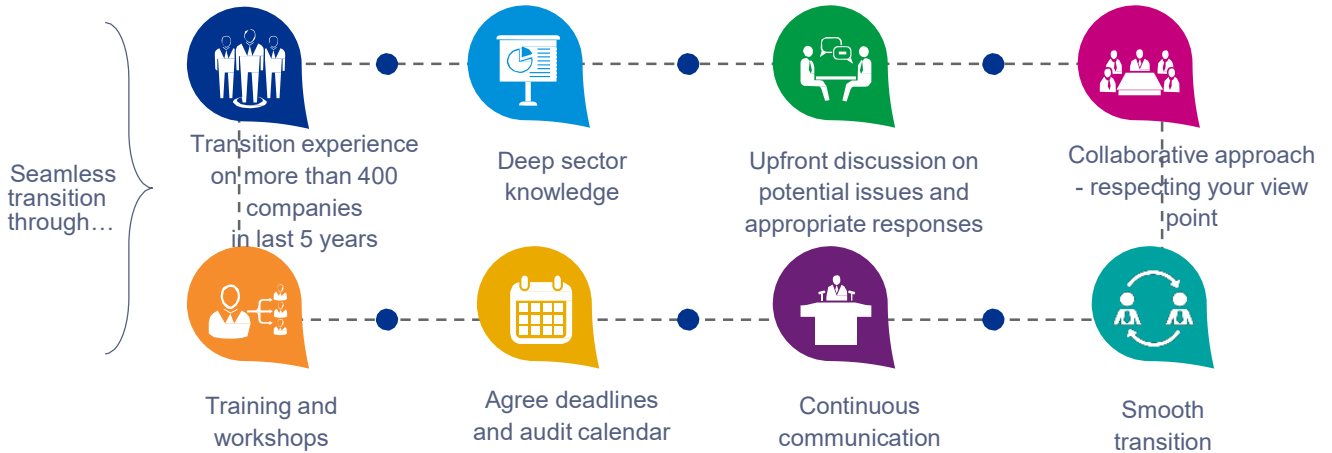 Seamless
transition
through…
Transition experience
on more than 400
companies
in last 5 years
Deep sector
knowledge
Upfront discussion on
potential issues and
appropriate responses
Collaborative approach
- respecting your view
point
Training and
workshops
Agree deadlines
and audit calendar
Continuous
communication
Smooth
transition